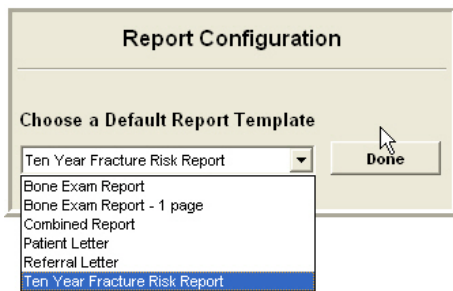 Report Configuration
Choose a Default Report Template
Ten Year Fracture Risk Report
Done
Bone Exam Report
Bone Exam Report - 1 page
Combined Report
Patient Letter
Referral Letter
Ten Year Fracture Risk Report